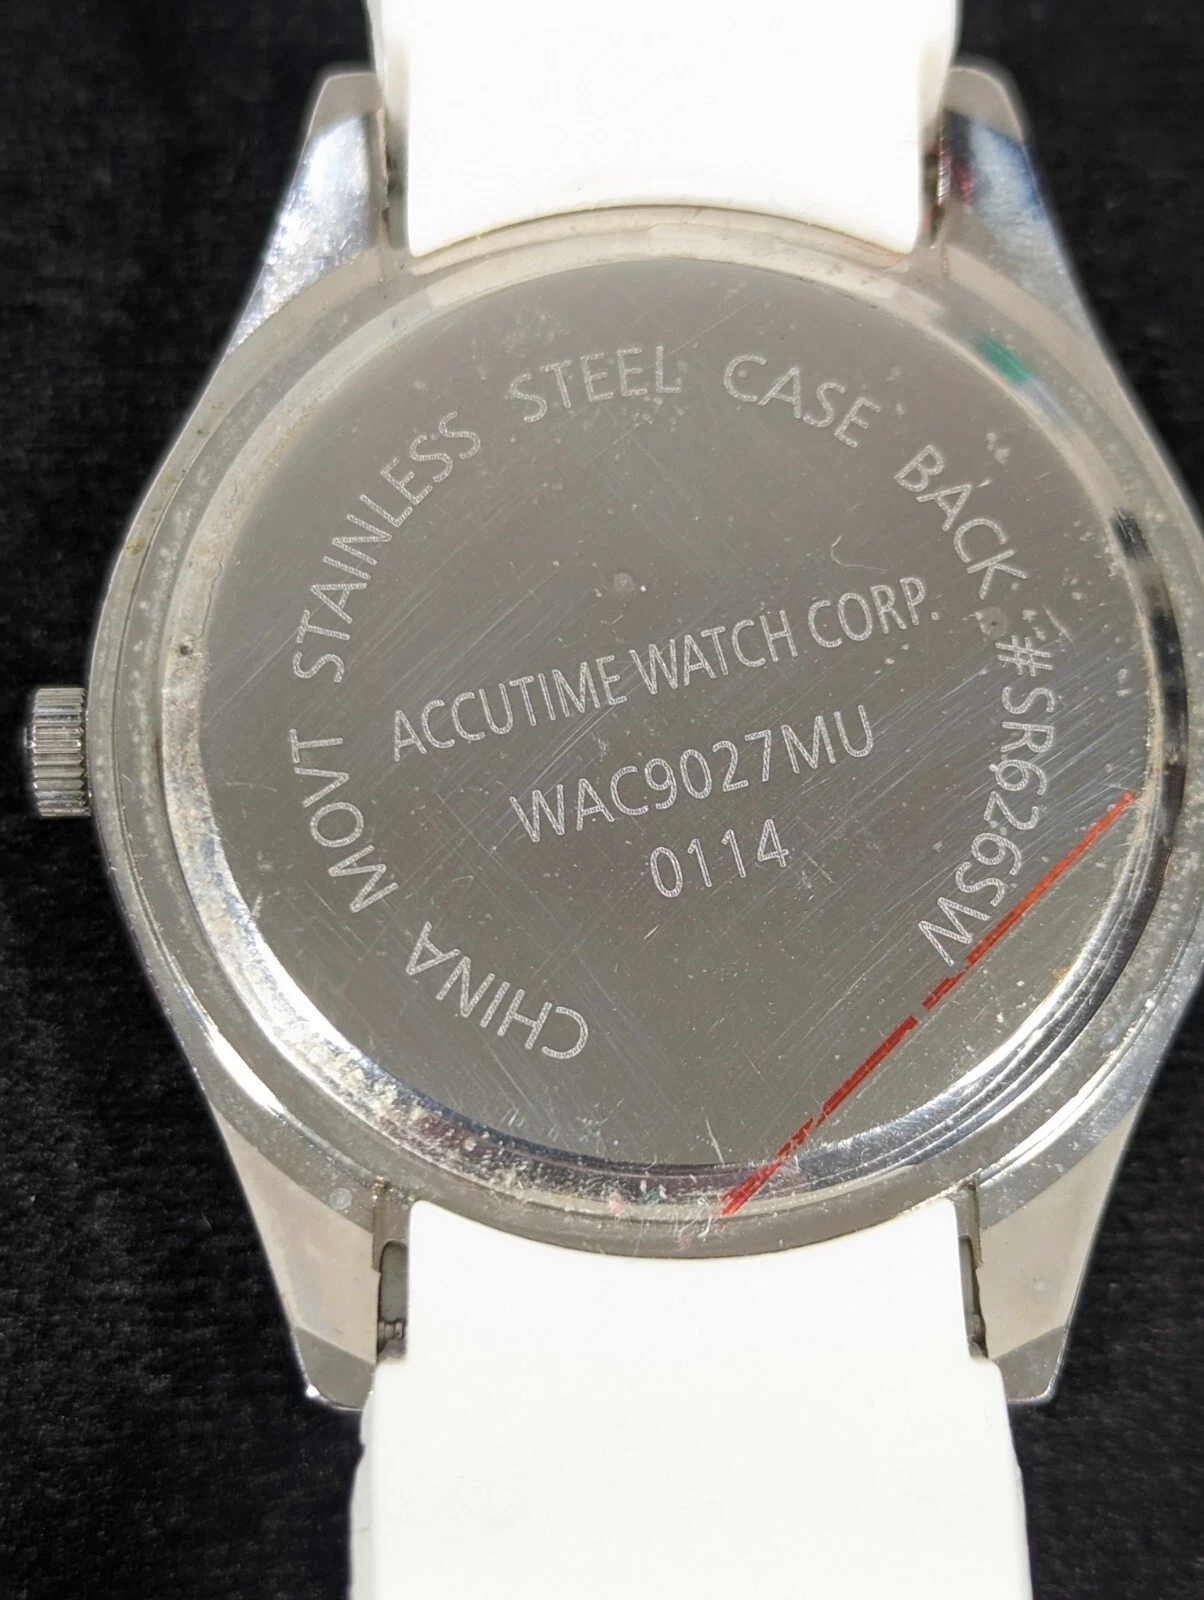 CHINA MOVT STAINLESS STEEL CASE BACK #SR626SW
ACCUTIME WATCH CORP.
WAC9027MU
0114